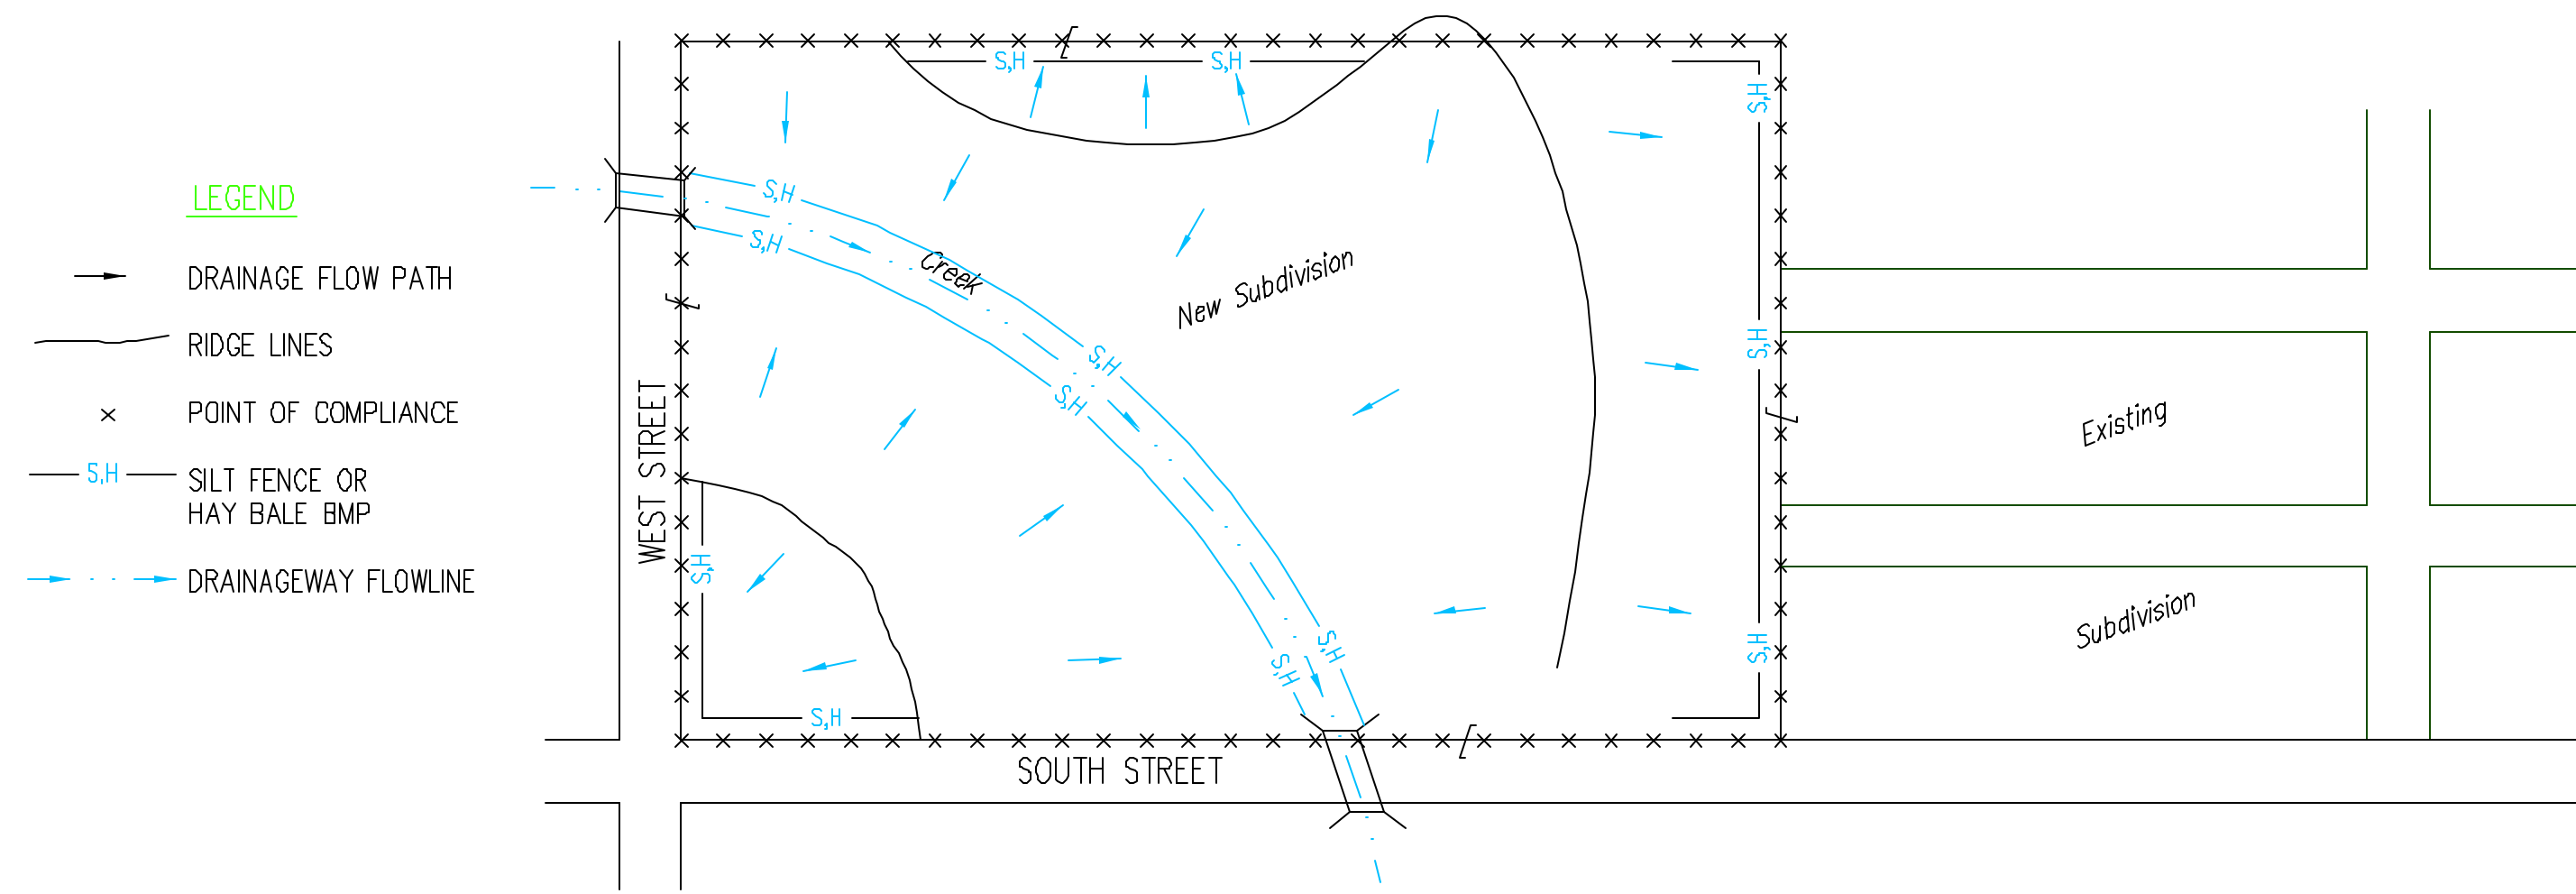 LEGEND
DRAINAGE FLOW PATH
RIDGE LINES
POINT OF COMPLIANCE
S,H
SILT FENCE OR
HAY BALE BMP
DRAINAGEWAY FLOWLINE
S,H
S,H
S,H
S,H
S,H
Creek
New Subdivision
S,H
S,H
S,H
WEST STREET
S,H
S,H
S,H
S,H
S,H
SOUTH STREET
Existing
Subdivision